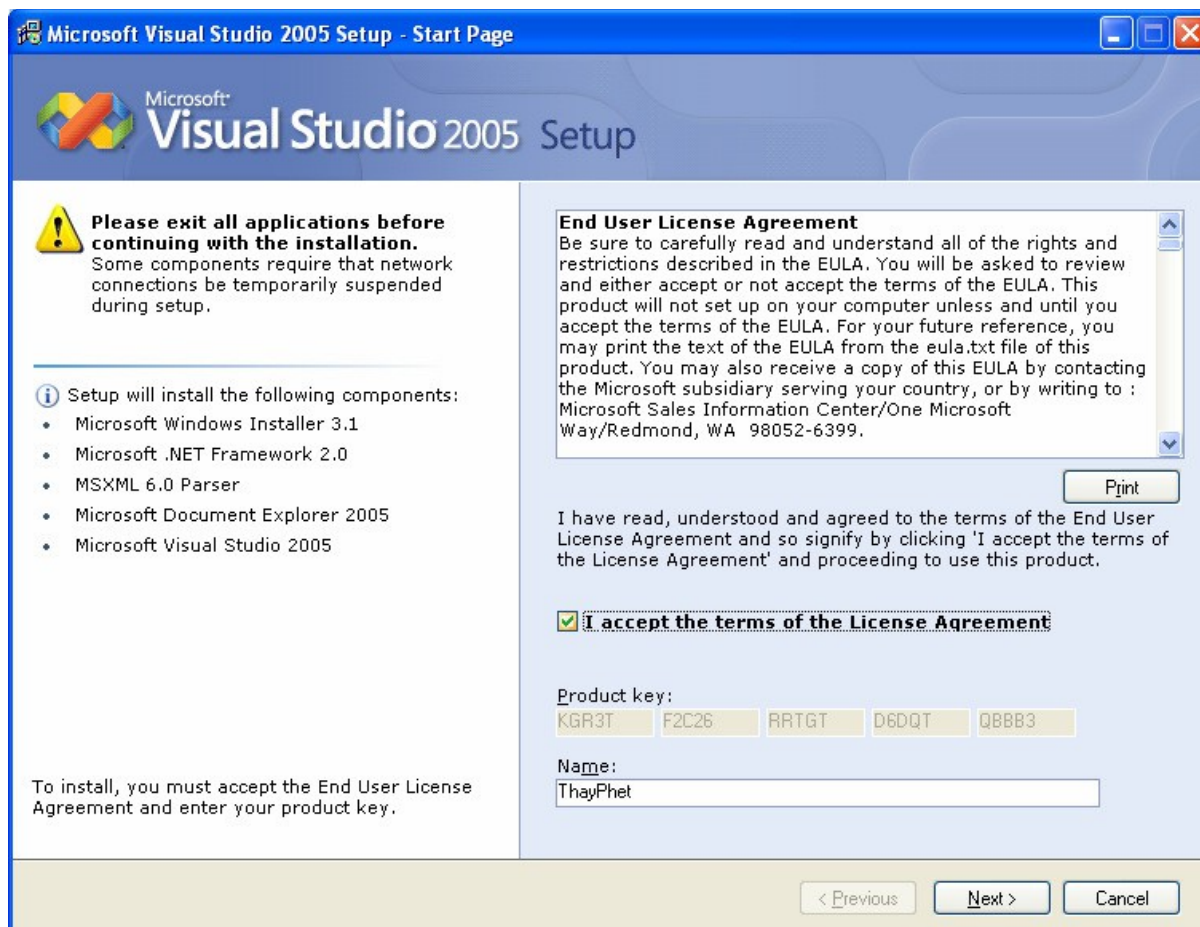 Microsoft Visual Studio 2005 Setup - Start Page
Microsoft
Visual Studio 2005 Setup
Please exit all applications before
continuing with the installation.
Some components require that network
connections be temporarily suspended
during setup.
Setup will install the following components:
Microsoft Windows Installer 3.1
Microsoft .NET Framework 2.0
MSXML 6.0 Parser
Microsoft Document Explorer 2005
Microsoft Visual Studio 2005
To install, you must accept the End User License
Agreement and enter your product key.
End User License Agreement
Be sure to carefully read and understand all of the rights and
restrictions described in the EULA. You will be asked to review
and either accept or not accept the terms of the EULA. This
product will not set up on your computer unless and until you
accept the terms of the EULA. For your future reference, you
may print the text of the EULA from the eula.txt file of this
product. You may also receive a copy of this EULA by contacting
the Microsoft subsidiary serving your country, or by writing to :
Microsoft Sales Information Center/One Microsoft
Way/Redmond, WA 98052-6399.
Print
I have read, understood and agreed to the terms of the End User
License Agreement and so signify by clicking 'I accept the terms of
the License Agreement' and proceeding to use this product.
I accept the terms of the License Agreement
Product key:
KGR3T F2C26 RRTGT D6DQT QBBB3
Name:
ThayPhet
< Previous Next > Cancel